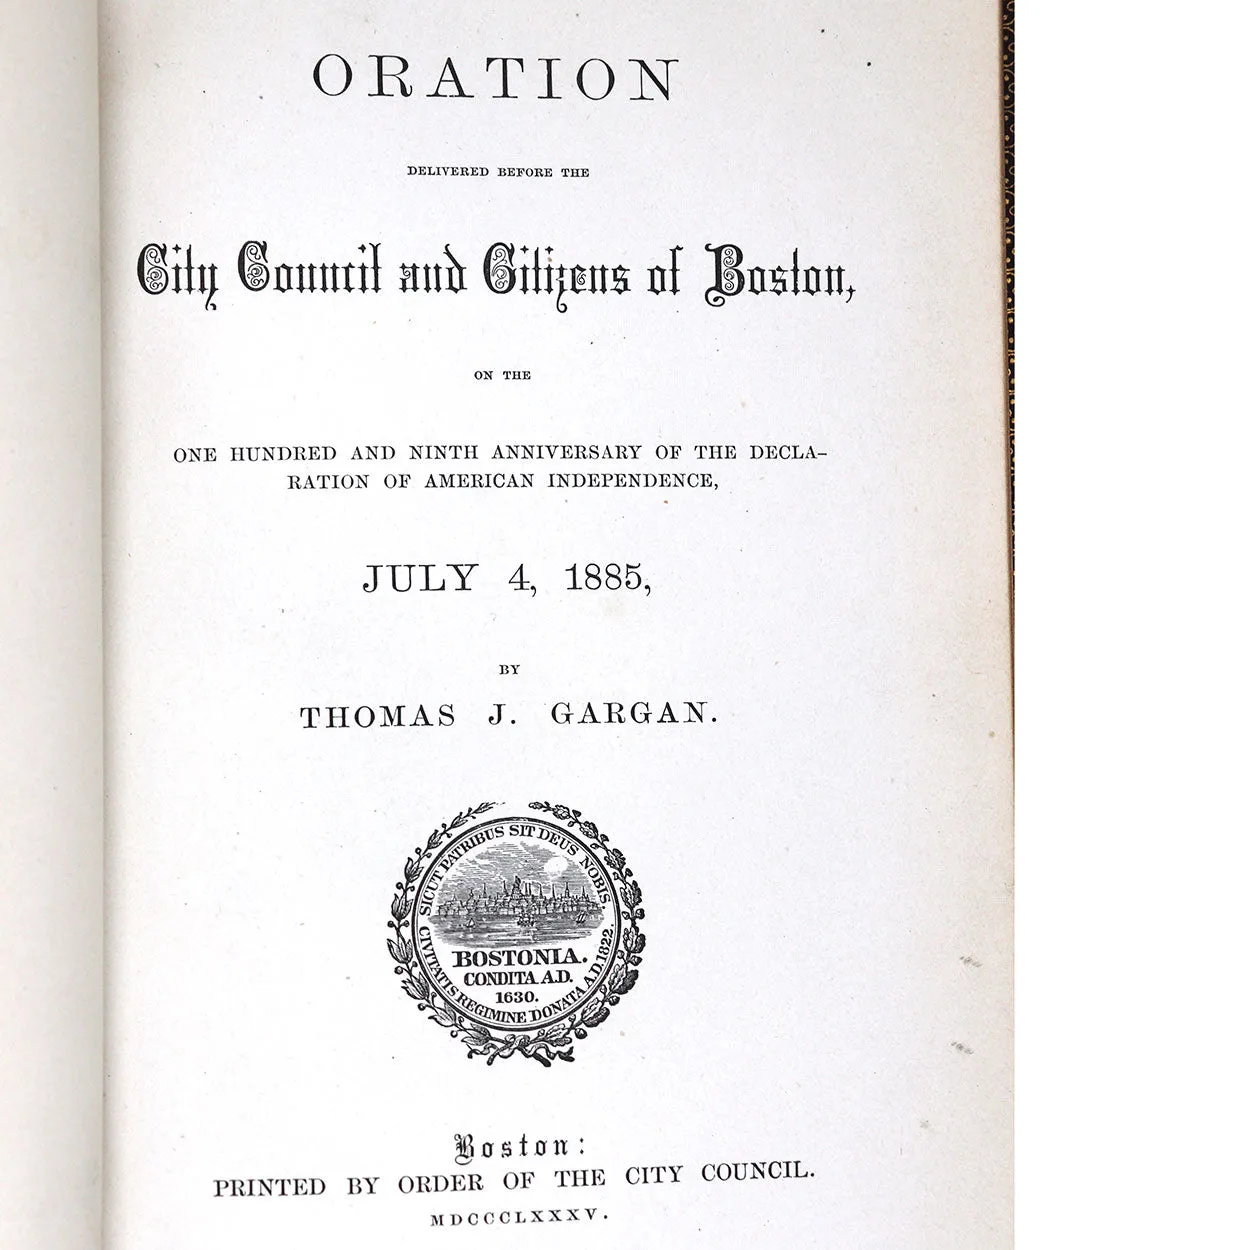 ORATION
DELIVERED BEFORE THE
City Council and Citizens of Boston,
ON THE
ONE HUNDRED AND NINTH ANNIVERSARY OF THE DECLA-
RATION OF AMERICAN INDEPENDENCE,
JULY 4, 1885,
BY
THOMAS J. GARGAN.
SICUT PATRIBUS SIT DEUS NOBIS.
BOSTONIA.
CONDITA A.D.
1630.
CIVITATIS REGIMINE DONATA A.D. 1822.
Boston:
PRINTED BY ORDER OF THE CITY COUNCIL.
MDCCCLXXXV.